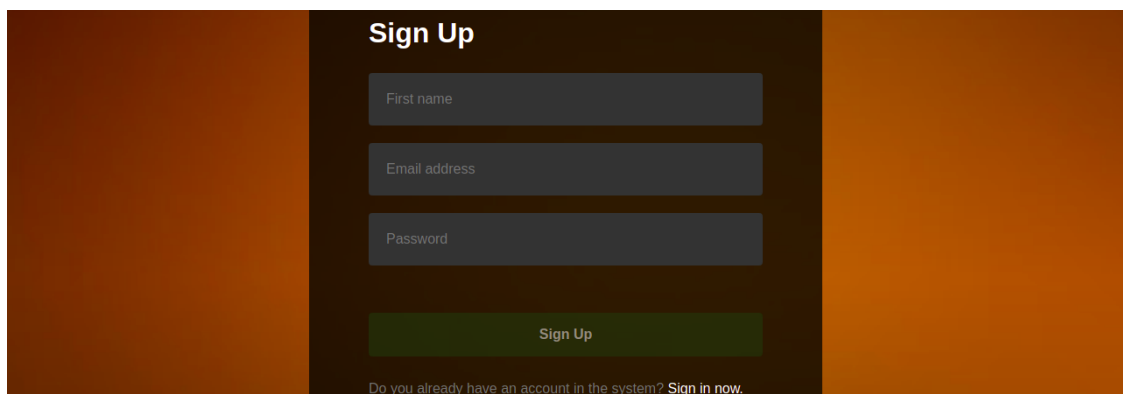 Sign Up
First name
Email address
Password
Sign Up
Do you already have an account in the system? Sign in now.